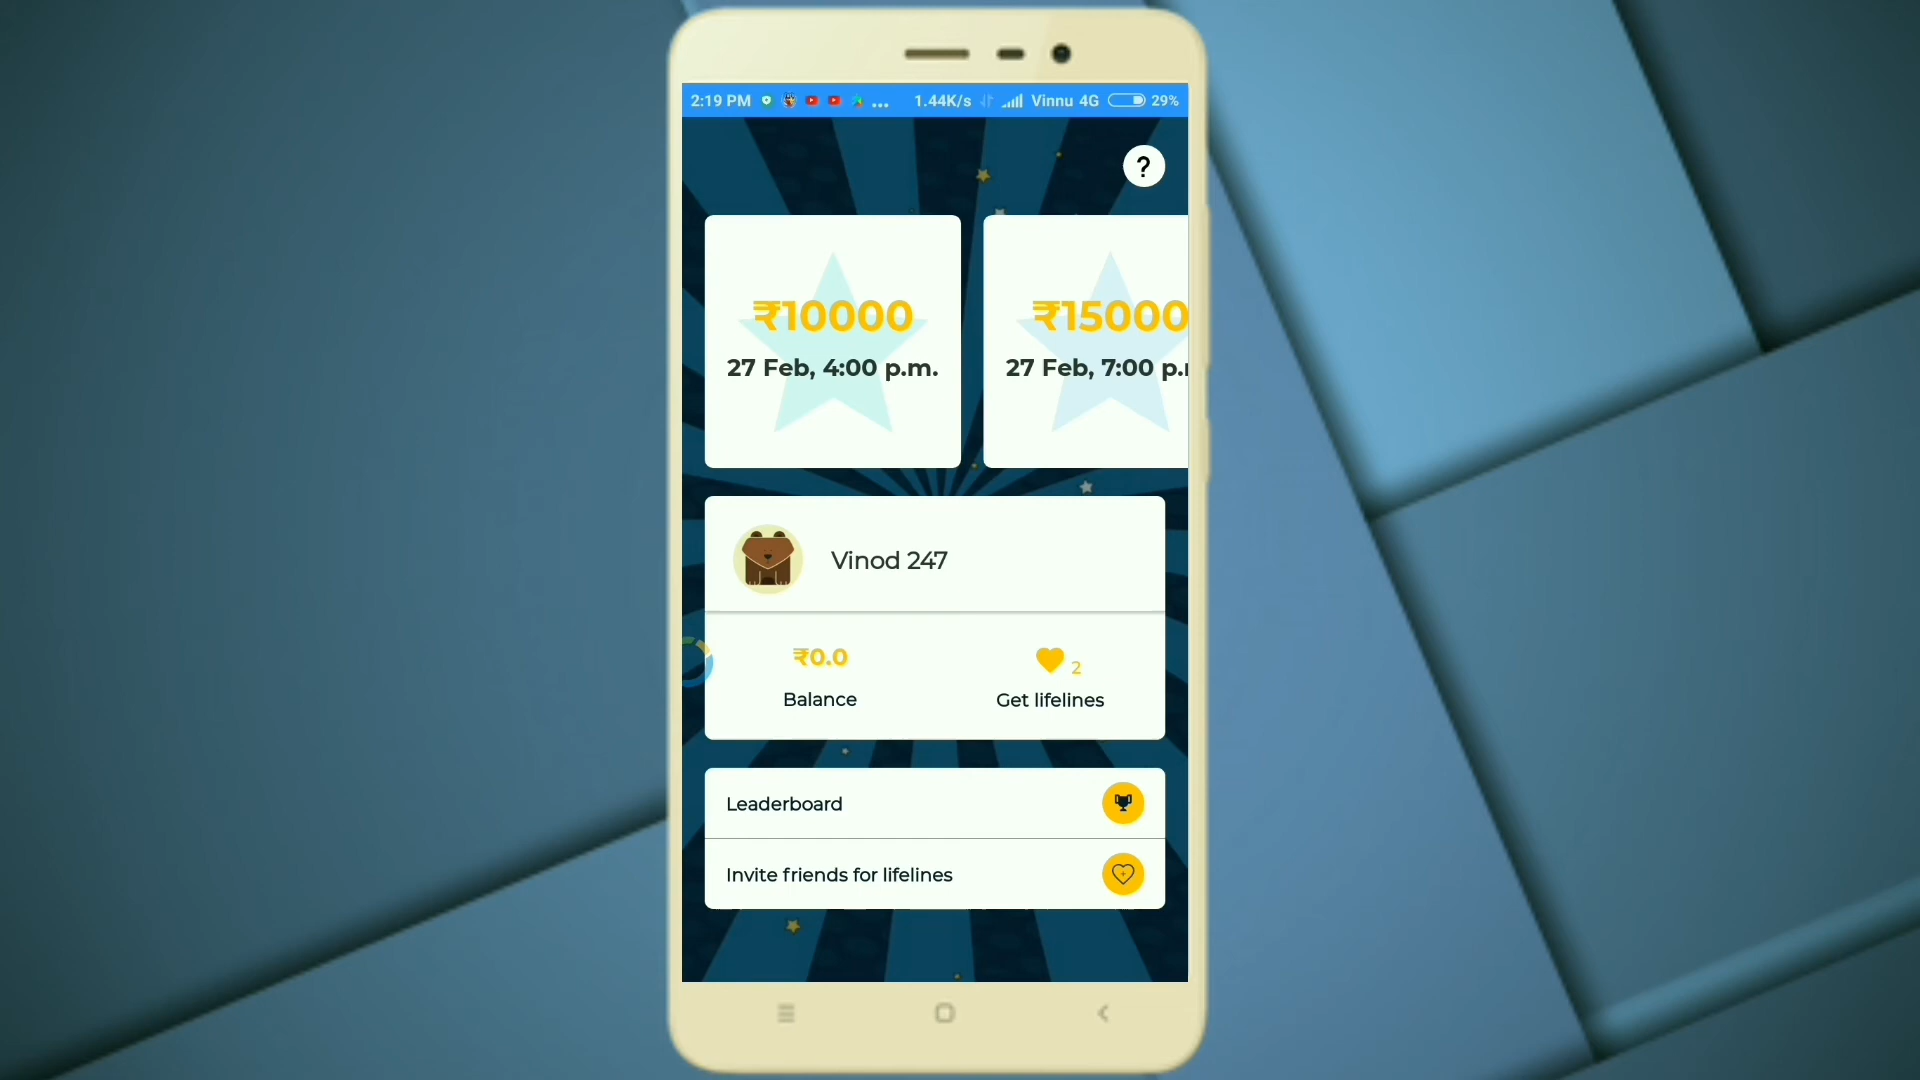 2:19 PM ... 1.44K/s Vinnu 4G 29%
?
₹10000
27 Feb, 4:00 p.m.
₹15000
27 Feb, 7:00 p.
Vinod 247
₹0.0
Balance
2
Get lifelines
Leaderboard
Invite friends for lifelines